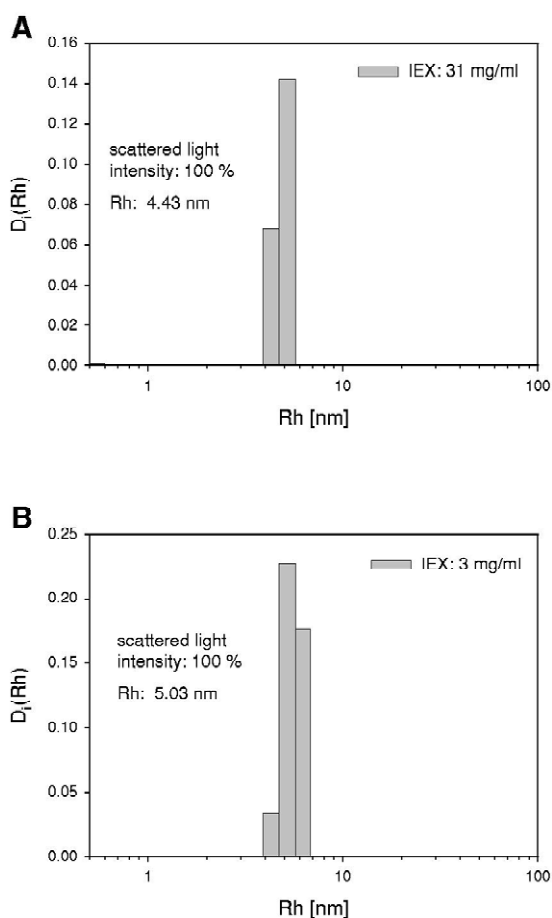 A
0.16
0.14
0.12
0.10
0.08
0.06
0.04
0.02
0.00
Di(Rh)
IEX: 31 mg/ml
scattered light
intensity: 100 %
Rh: 4.43 nm
1 10 100
Rh [nm]
B
0.25
0.20
0.15
0.10
0.05
0.00
Di(Rh)
IEX: 3 mg/ml
scattered light
intensity: 100 %
Rh: 5.03 nm
1 10 100
Rh [nm]